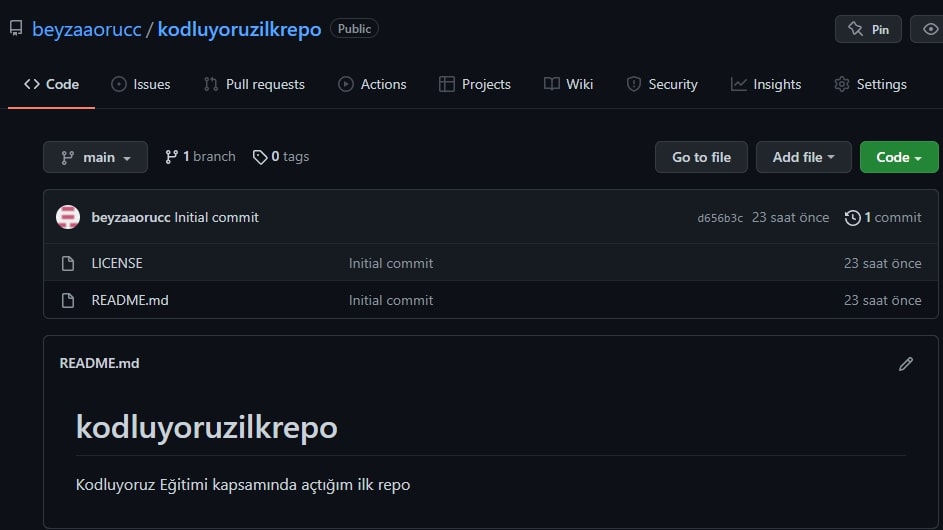 beyzaaorucc / kodluyoruzilkrepo Public Pin
Code Issues Pull requests Actions Projects Wiki Security Insights Settings
main 1 branch 0 tags Go to file Add file Code
beyzaaorucc Initial commit d656b3c 23 saat önce 1 commit
LICENSE Initial commit 23 saat önce
README.md Initial commit 23 saat önce
README.md
kodluyoruzilkrepo
Kodluyoruz Eğitimi kapsamında açtığım ilk repo